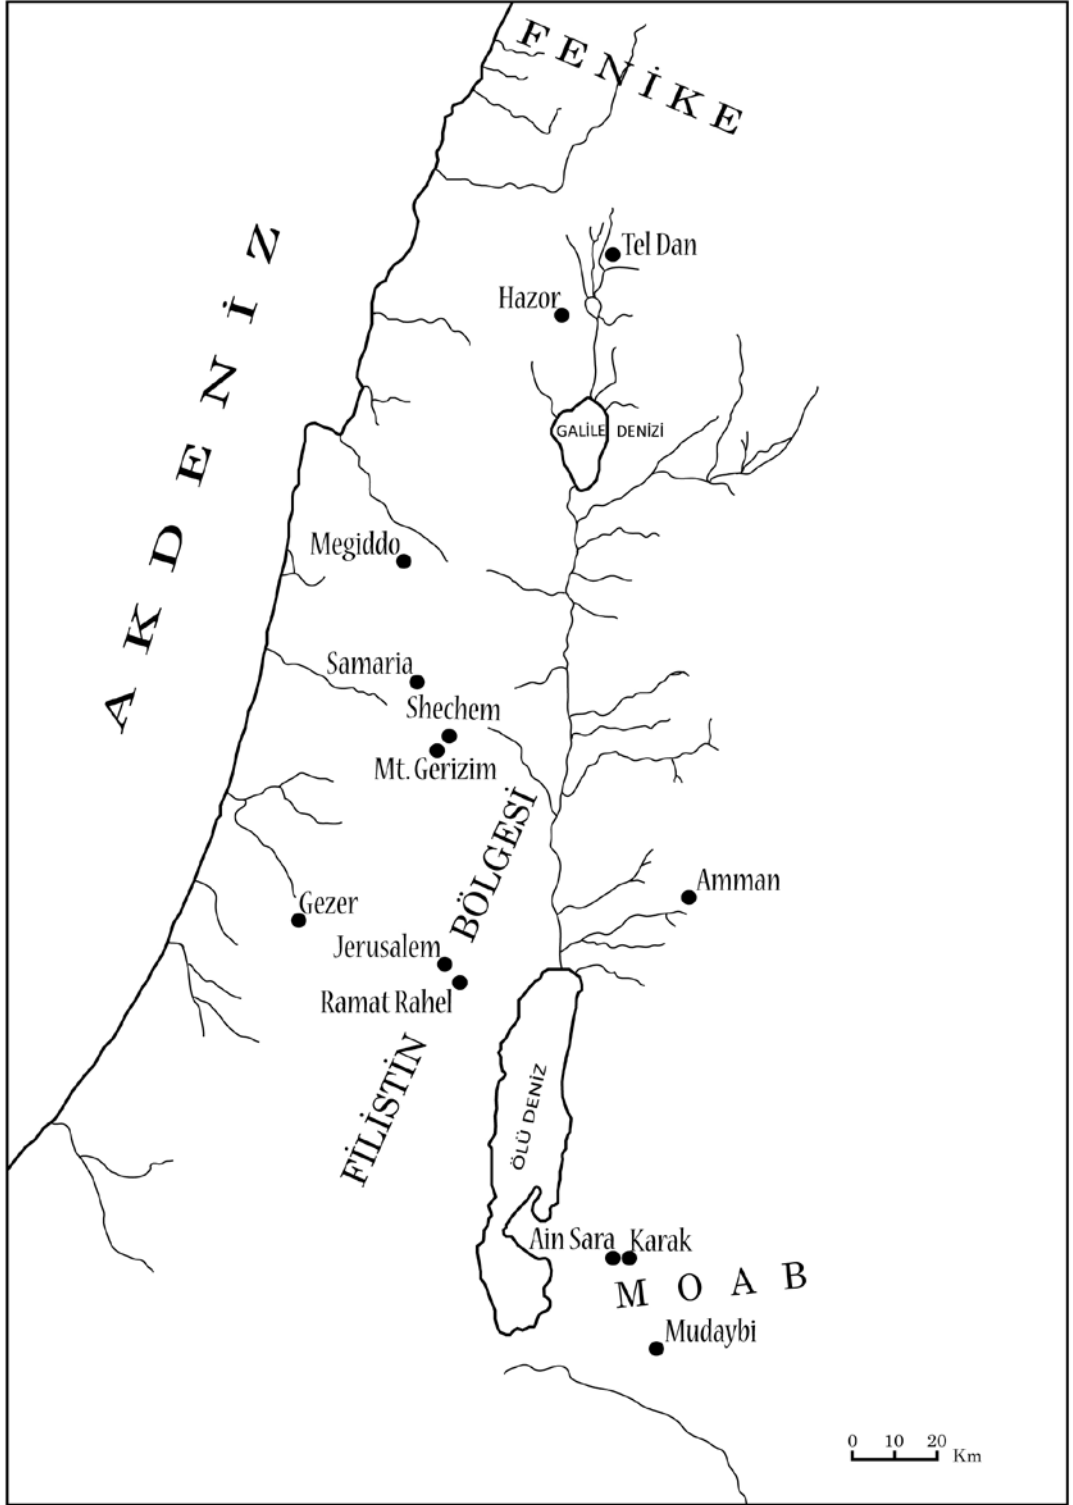 FENİKE
AKDENİZ
Tel Dan
Hazor
GALİLE DENİZİ
Megiddo
Samaria
Shechem
Mt. Gerizim
FİLİSTİN BÖLGESİ
Amman
Gezer
Jerusalem
Ramat Rahel
ÖLÜ DENİZ
Ain Sara
Karak
MOAB
Mudaybi
0 10 20 Km